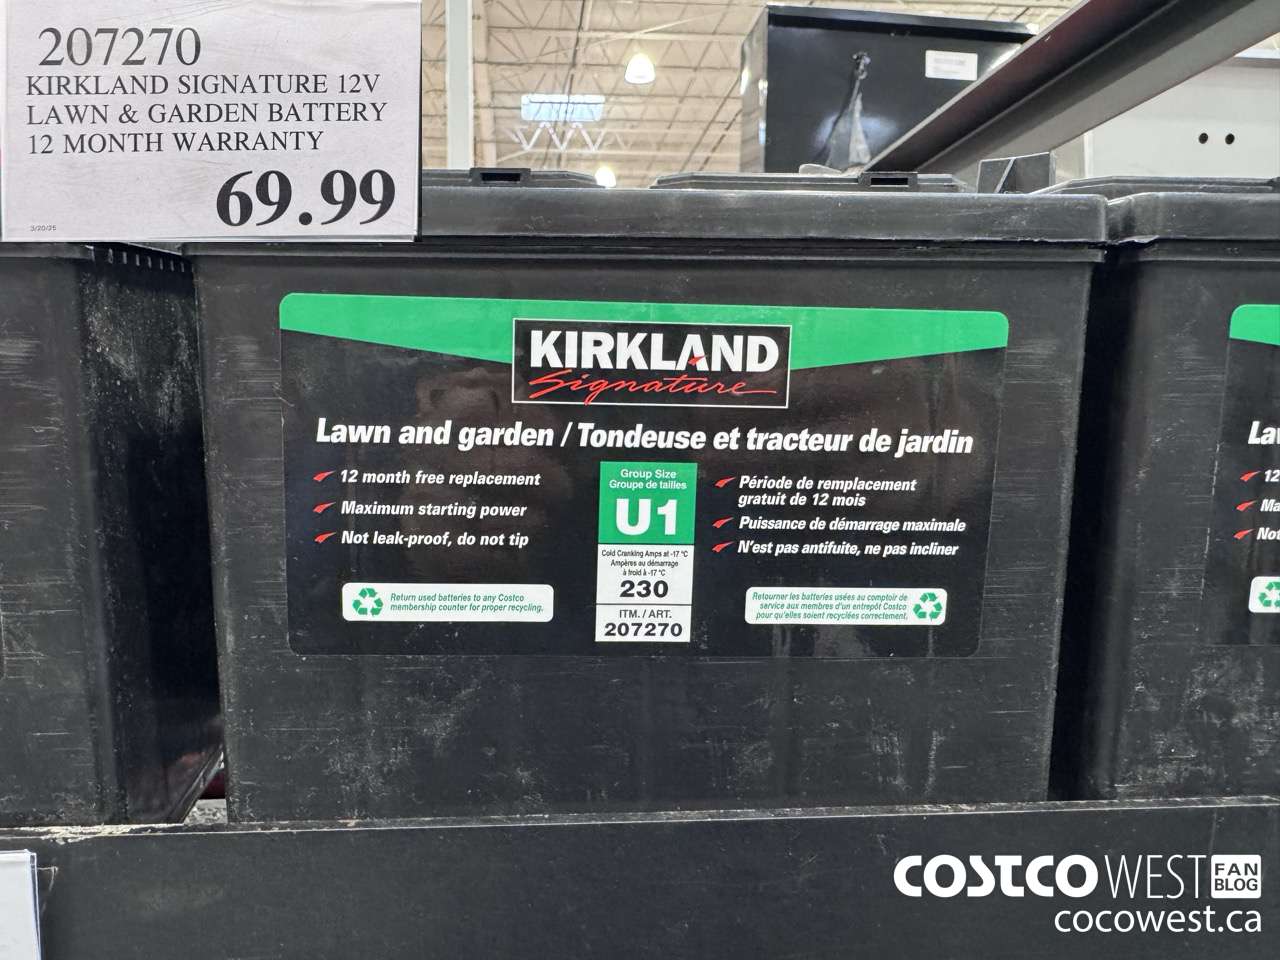 207270
KIRKLAND SIGNATURE 12V
LAWN & GARDEN BATTERY
12 MONTH WARRANTY
69.99
3/20/25
KIRKLAND
Signature
Lawn and garden / Tondeuse et tracteur de jardin
12 month free replacement
Maximum starting power
Not leak-proof, do not tip
Return used batteries to any Costco
membership counter for proper recycling.
Group Size
Groupe de tailles
U1
Cold Cranking Amps at -17 °C
Ampères au démarrage
à froid à -17 °C
230
ITM. / ART.
207270
Période de remplacement
gratuit de 12 mois
Puissance de démarrage maximale
N'est pas antifuite, ne pas incliner
Retourner les batteries usées au comptoir de
service aux membres d'un entrepôt Costco
pour qu'elles soient recyclées correctement.
12
Not
COSTCO WEST FAN BLOG
cocowest.ca